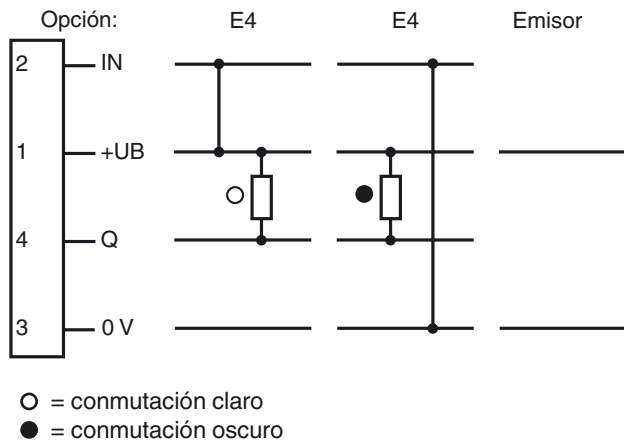 Opción: E4 E4 Emisor
2 IN
1 +UB
4 Q
3 0 V
= conmutación claro
= conmutación oscuro